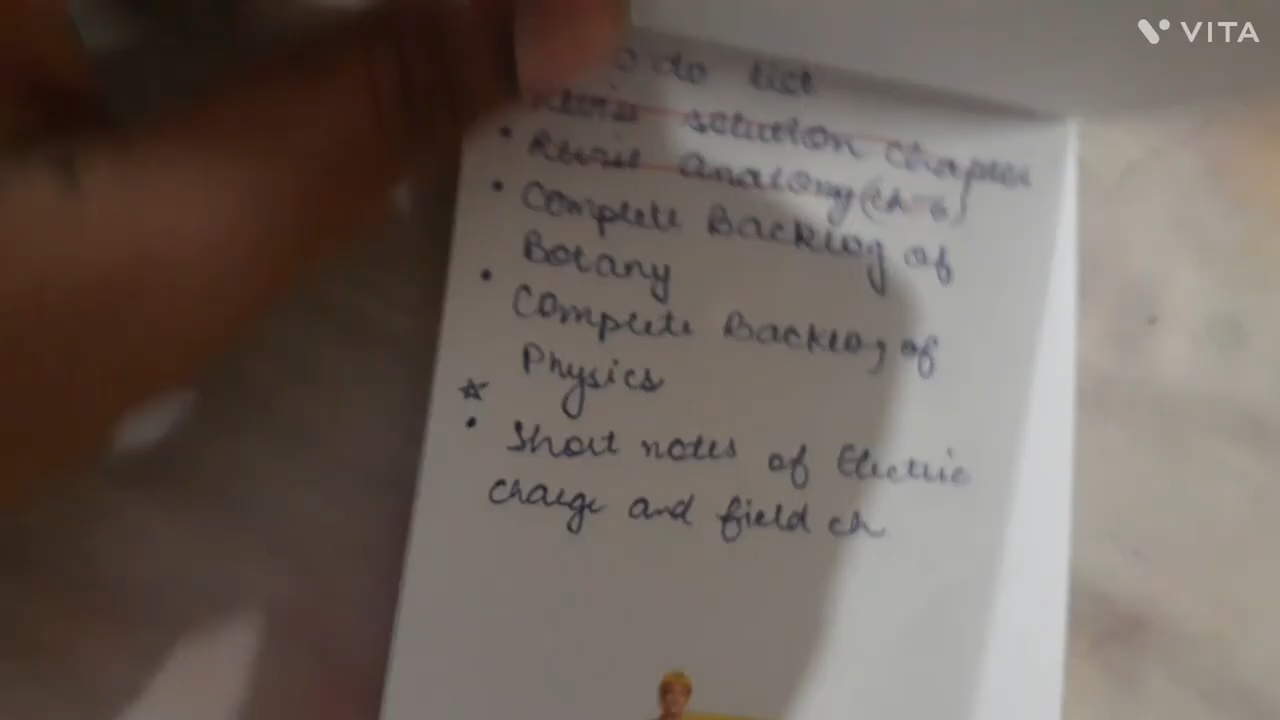 VITA
o do list
solution chapter
• Revise Anatomy (ch-6)
• Complete Backlog of
Botany
• Complete Backlog of
Physics
☆
• Short notes of Electric
charge and field ch